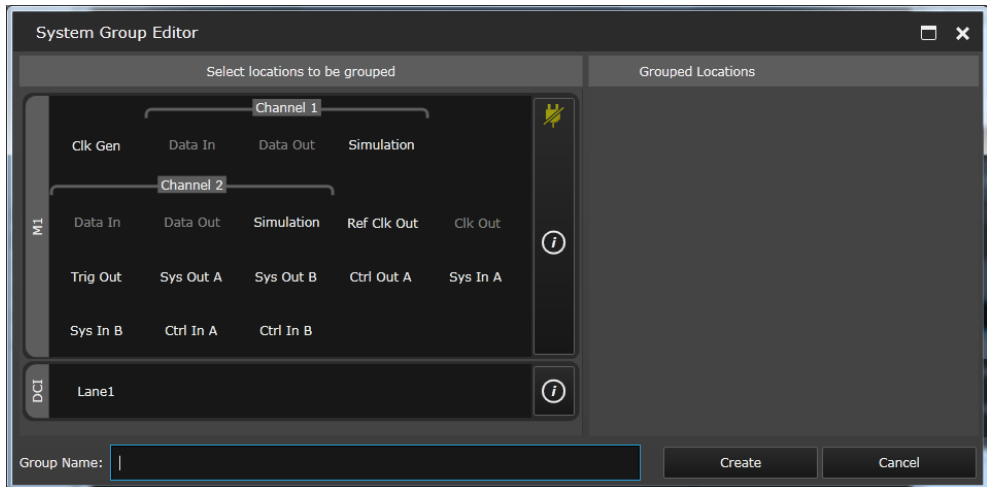 System Group Editor
Select locations to be grouped
Grouped Locations
Channel 1
Clk Gen Data In Data Out Simulation
Channel 2
M1
Data In Data Out Simulation Ref Clk Out Clk Out
Trig Out Sys Out A Sys Out B Ctrl Out A Sys In A
Sys In B Ctrl In A Ctrl In B
DCI
Lane1
Group Name:
Create
Cancel